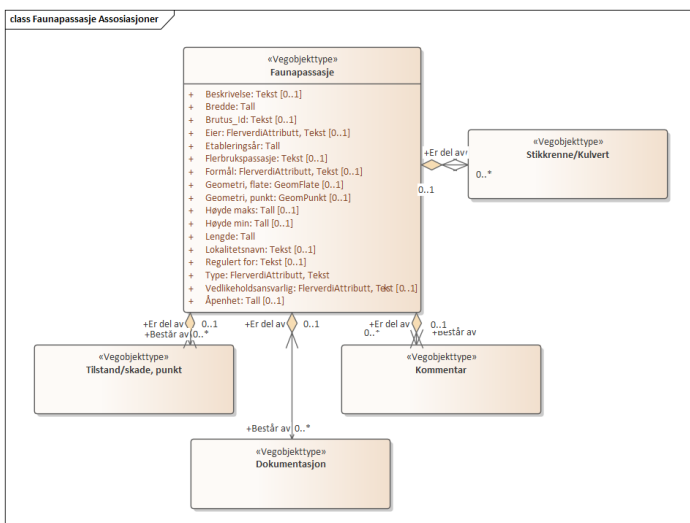 class Faunapassasje Assosiasjoner
«Vegobjekttype»
Faunapassasje
+ Beskrivelse: Tekst [0..1]
+ Bredde: Tall
+ Brutus_Id: Tekst [0..1]
+ Eier: FlerverdiAttributt, Tekst [0..1]
+ Etableringsår: Tall
+ Flerbrukspassasje: Tekst [0..1]
+ Formål: FlerverdiAttributt, Tekst [0..1]
+ Geometri, flate: GeomFlate [0..1]
+ Geometri, punkt: GeomPunkt [0..1]
+ Høyde maks: Tall [0..1]
+ Høyde min: Tall [0..1]
+ Lengde: Tall
+ Lokalitetsnavn: Tekst [0..1]
+ Regulert for: Tekst [0..1]
+ Type: FlerverdiAttributt, Tekst
+ Vedlikeholdsansvarlig: FlerverdiAttributt, Tekst [0..1]
+ Åpenhet: Tall [0..1]
+Er del av
0..1
0..*
«Vegobjekttype»
Stikkrenne/Kulvert
+Er del av 0..1
+Består av 0..*
+Er del av 0..1
+Er del av 0..1
0..* +Består av
«Vegobjekttype»
Tilstand/skade, punkt
«Vegobjekttype»
Kommentar
+Består av 0..*
«Vegobjekttype»
Dokumentasjon